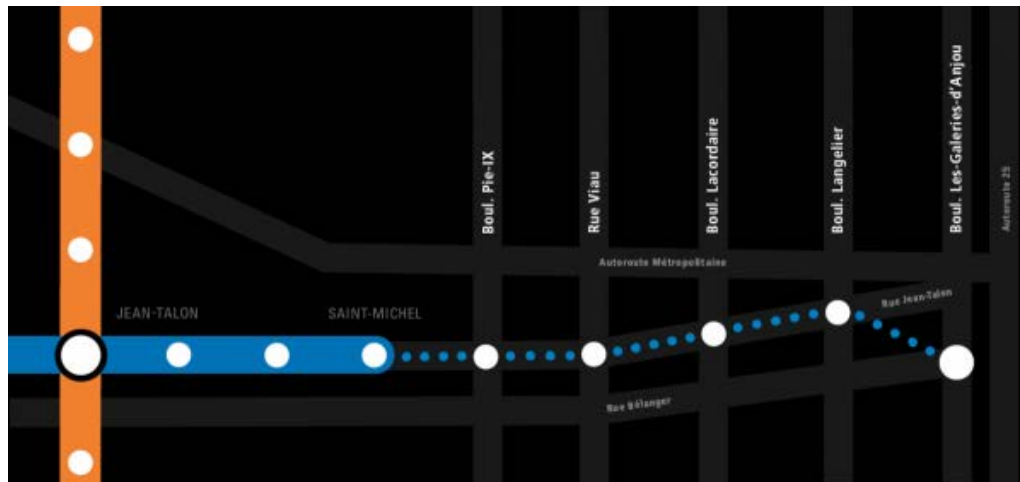 Boul. Pie-IX
Rue Viau
Boul. Lacordaire
Boul. Langelier
Boul. Les-Galeries-d'Anjou
Autoroute 25
Autoroute Métropolitaine
Rue Jean-Talon
JEAN-TALON
SAINT-MICHEL
Rue Bélanger